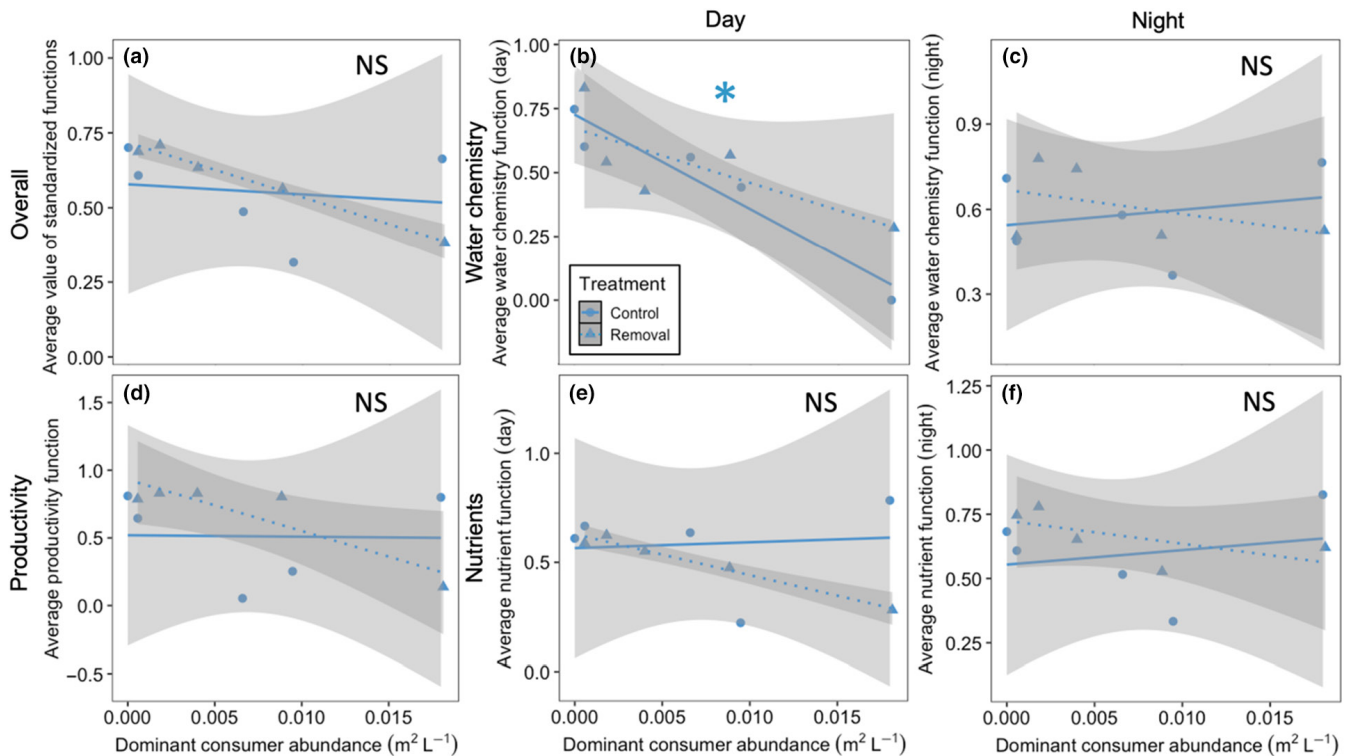 Day
Night
Overall
Average value of standardized functions
(a)
NS
1.00
0.75
0.50
0.25
0.00
Water chemistry
Average water chemistry function (day)
(b)
*
1.00
0.75
0.50
0.25
0.00
Treatment
Control
Removal
Average water chemistry function (night)
(c)
NS
0.9
0.6
0.3
Productivity
Average productivity function
(d)
NS
1.5
1.0
0.5
0.0
−0.5
0.000
0.005
0.010
0.015
Dominant consumer abundance (m² L⁻¹)
Nutrients
Average nutrient function (day)
(e)
NS
1.0
0.5
0.0
0.000
0.005
0.010
0.015
Dominant consumer abundance (m² L⁻¹)
Average nutrient function (night)
(f)
NS
1.25
1.00
0.75
0.50
0.25
0.000
0.005
0.010
0.015
Dominant consumer abundance (m² L⁻¹)